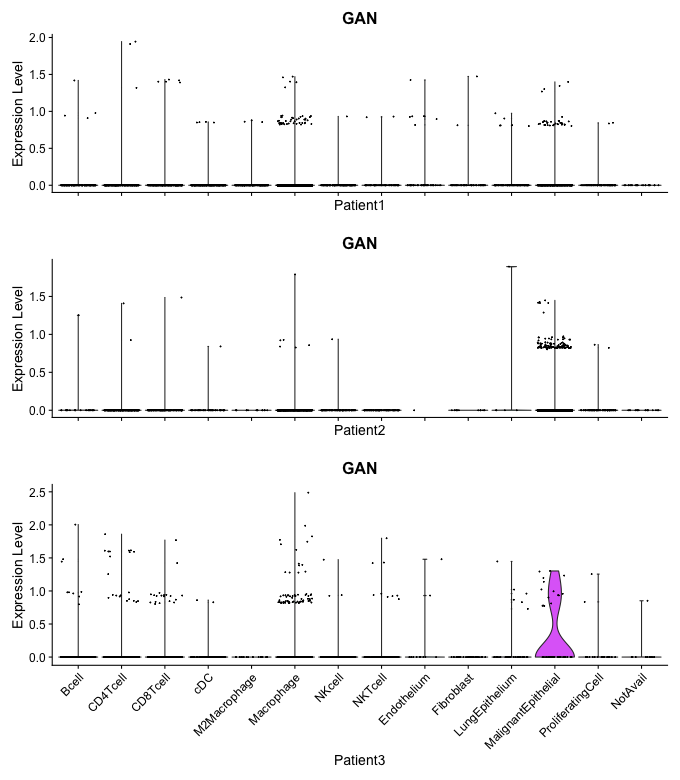 GAN
Expression Level
2.0
1.5
1.0
0.5
0.0
Patient1
GAN
Expression Level
1.5
1.0
0.5
0.0
Patient2
GAN
Expression Level
2.5
2.0
1.5
1.0
0.5
0.0
Bcell
CD4Tcell
CD8Tcell
cDC
M2Macrophage
Macrophage
NKcell
NKTcell
Endothelium
Fibroblast
LungEpithelium
MalignantEpithelial
ProliferatingCell
NotAvail
Patient3